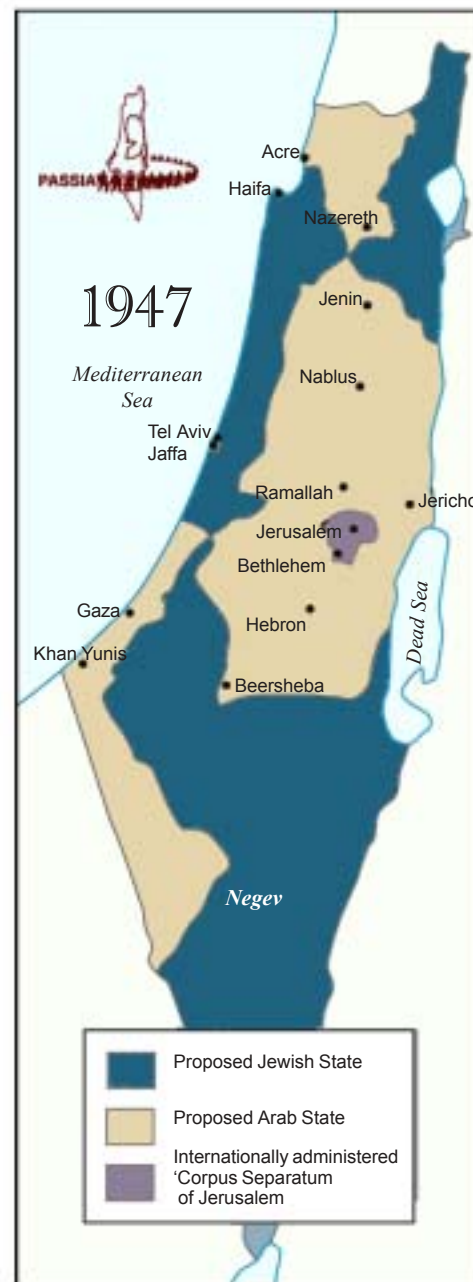 PASSIA
Acre
Haifa
Nazereth
1947
Jenin
Mediterranean
Sea
Nablus
Tel Aviv
Jaffa
Ramallah
Jericho
Jerusalem
Bethlehem
Gaza
Hebron
Dead Sea
Khan Yunis
Beersheba
Negev
Proposed Jewish State
Proposed Arab State
Internationally administered
‘Corpus Separatum
of Jerusalem